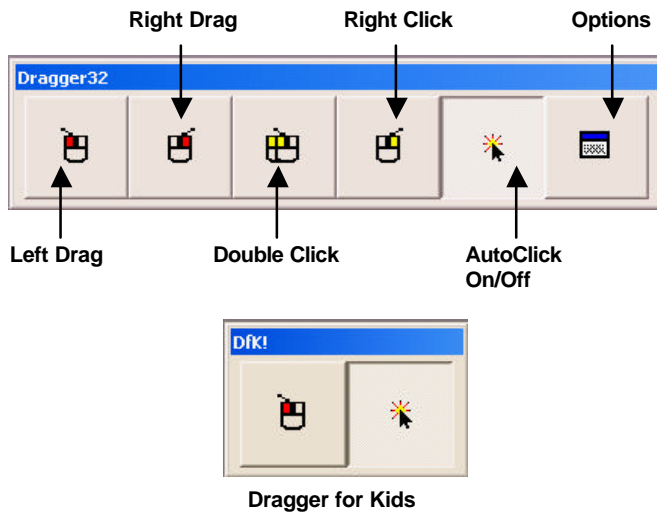 Right Drag Right Click Options
Dragger32
Left Drag Double Click AutoClick
On/Off
DfK!
Dragger for Kids